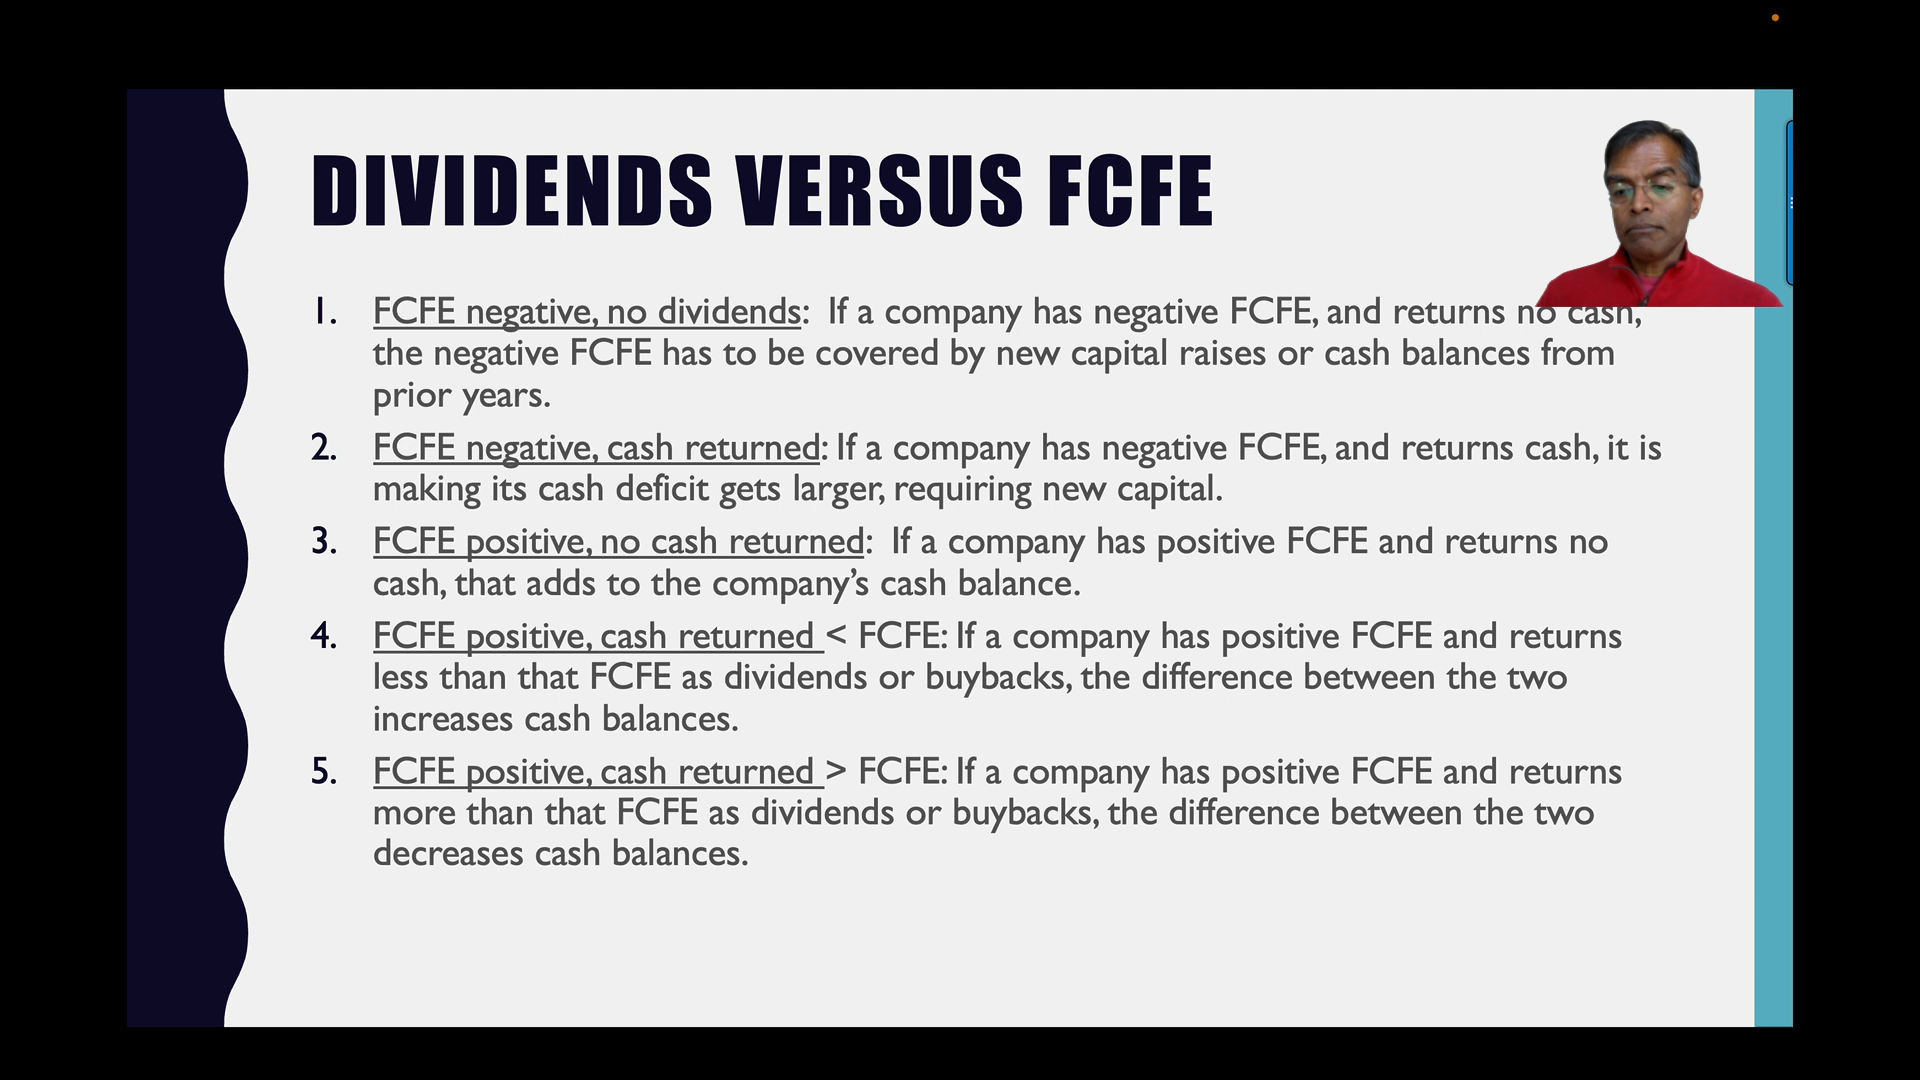 DIVIDENDS VERSUS FCFE
1. FCFE negative, no dividends: If a company has negative FCFE, and returns no cash,
the negative FCFE has to be covered by new capital raises or cash balances from
prior years.
2. FCFE negative, cash returned: If a company has negative FCFE, and returns cash, it is
making its cash deficit gets larger, requiring new capital.
3. FCFE positive, no cash returned: If a company has positive FCFE and returns no
cash, that adds to the company’s cash balance.
4. FCFE positive, cash returned < FCFE: If a company has positive FCFE and returns
less than that FCFE as dividends or buybacks, the difference between the two
increases cash balances.
5. FCFE positive, cash returned > FCFE: If a company has positive FCFE and returns
more than that FCFE as dividends or buybacks, the difference between the two
decreases cash balances.